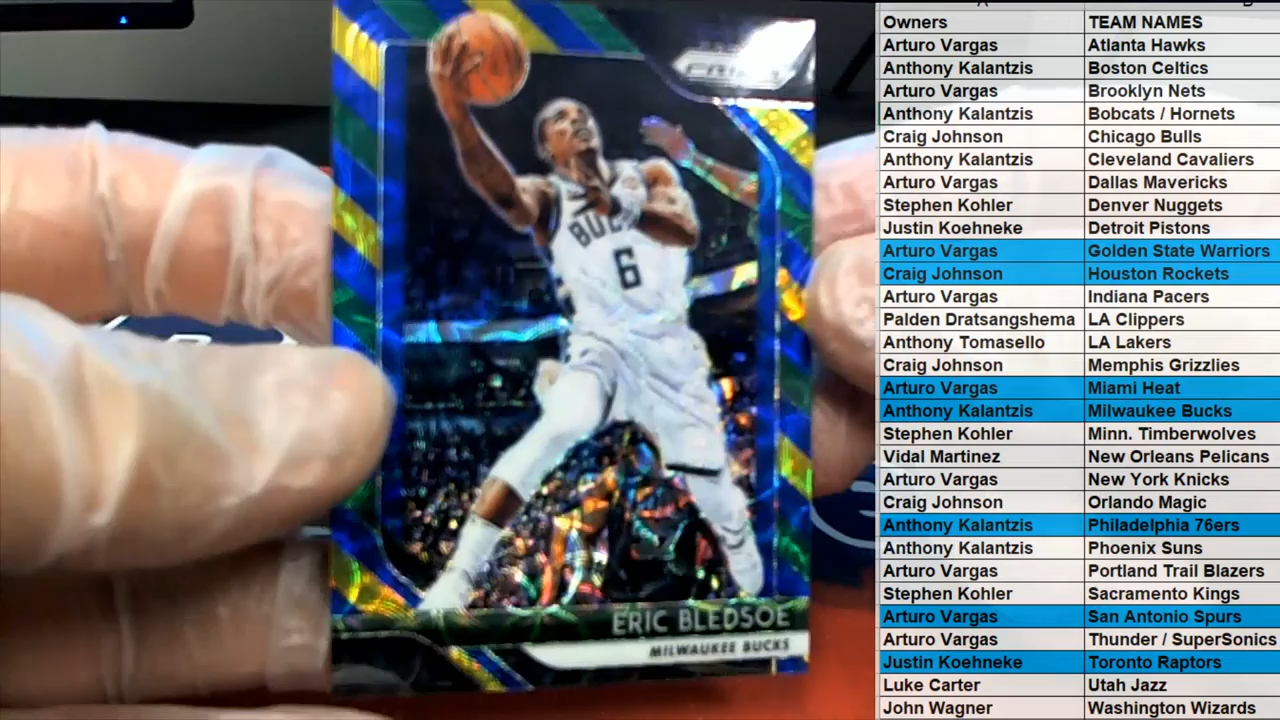 PRIZM
BUCKS
6
ERIC BLEDSOE
MILWAUKEE BUCKS
Owners TEAM NAMES
Arturo Vargas Atlanta Hawks
Anthony Kalantzis Boston Celtics
Arturo Vargas Brooklyn Nets
Anthony Kalantzis Bobcats / Hornets
Craig Johnson Chicago Bulls
Anthony Kalantzis Cleveland Cavaliers
Arturo Vargas Dallas Mavericks
Stephen Kohler Denver Nuggets
Justin Koehneke Detroit Pistons
Arturo Vargas Golden State Warriors
Craig Johnson Houston Rockets
Arturo Vargas Indiana Pacers
Palden Dratsangshema LA Clippers
Anthony Tomasello LA Lakers
Craig Johnson Memphis Grizzlies
Arturo Vargas Miami Heat
Anthony Kalantzis Milwaukee Bucks
Stephen Kohler Minn. Timberwolves
Vidal Martinez New Orleans Pelicans
Arturo Vargas New York Knicks
Craig Johnson Orlando Magic
Anthony Kalantzis Philadelphia 76ers
Anthony Kalantzis Phoenix Suns
Arturo Vargas Portland Trail Blazers
Stephen Kohler Sacramento Kings
Arturo Vargas San Antonio Spurs
Arturo Vargas Thunder / SuperSonics
Justin Koehneke Toronto Raptors
Luke Carter Utah Jazz
John Wagner Washington Wizards